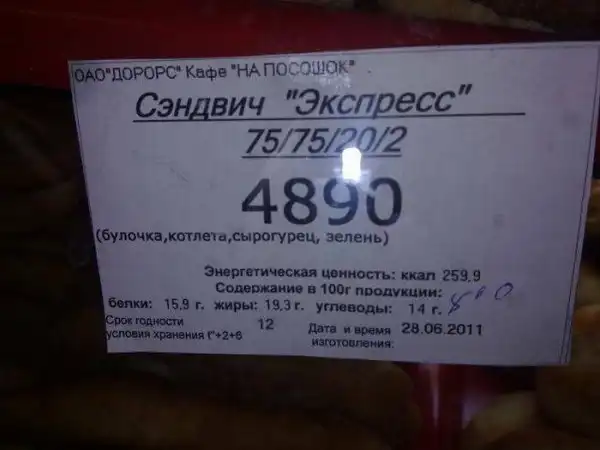 ОАО"ДОРОРС" Кафе "НА ПОСОШОК"
Сэндвич "Экспресс"
75/75/20/2
4890
(булочка,котлета,сырогурец, зелень)
Энергетическая ценность: ккал 259,9
Содержание в 100г продукции:
белки: 15,9 г. жиры: 19,3 г. углеводы: 14 г.
Срок годности 12 Дата и время 28.06.2011
условия хранения t°+2+6 изготовления: